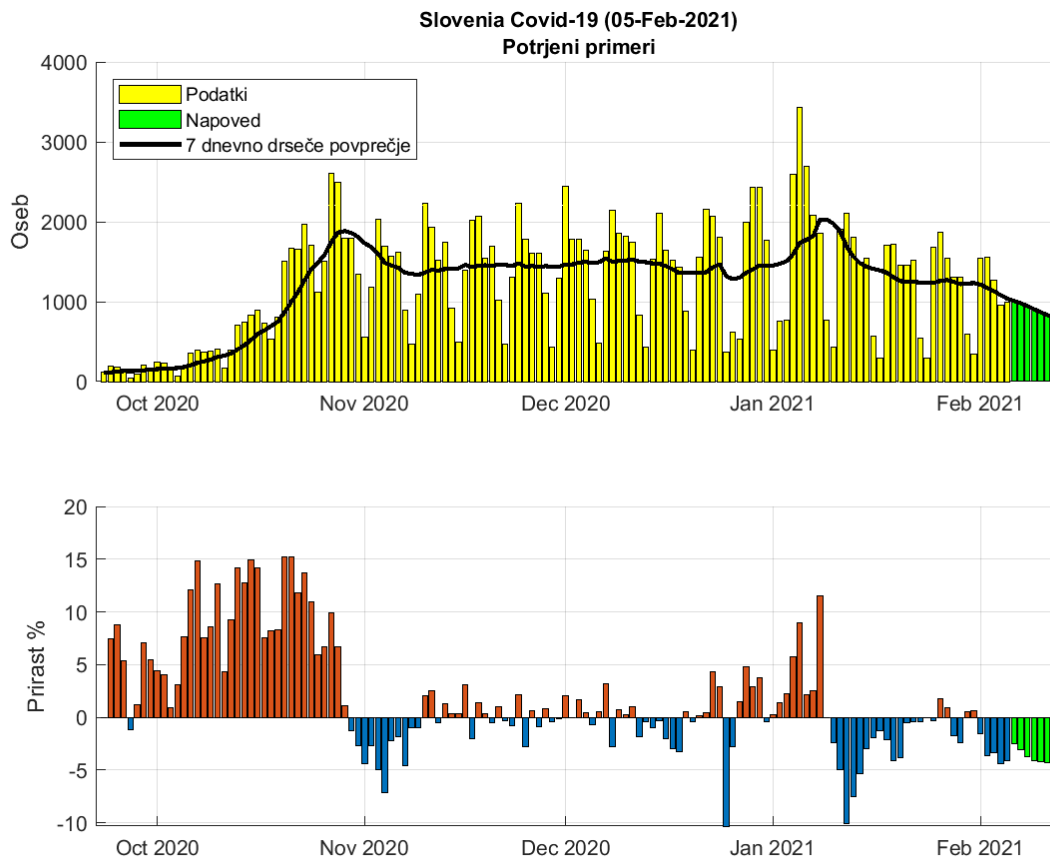 Slovenia Covid-19 (05-Feb-2021)
Potrjeni primeri
4000
3000
2000
1000
0
Oseb
Podatki
Napoved
7 dnevno drseče povprečje
Oct 2020 Nov 2020 Dec 2020 Jan 2021 Feb 2021
20
15
10
5
0
-5
-10
Prirast %
Oct 2020 Nov 2020 Dec 2020 Jan 2021 Feb 2021